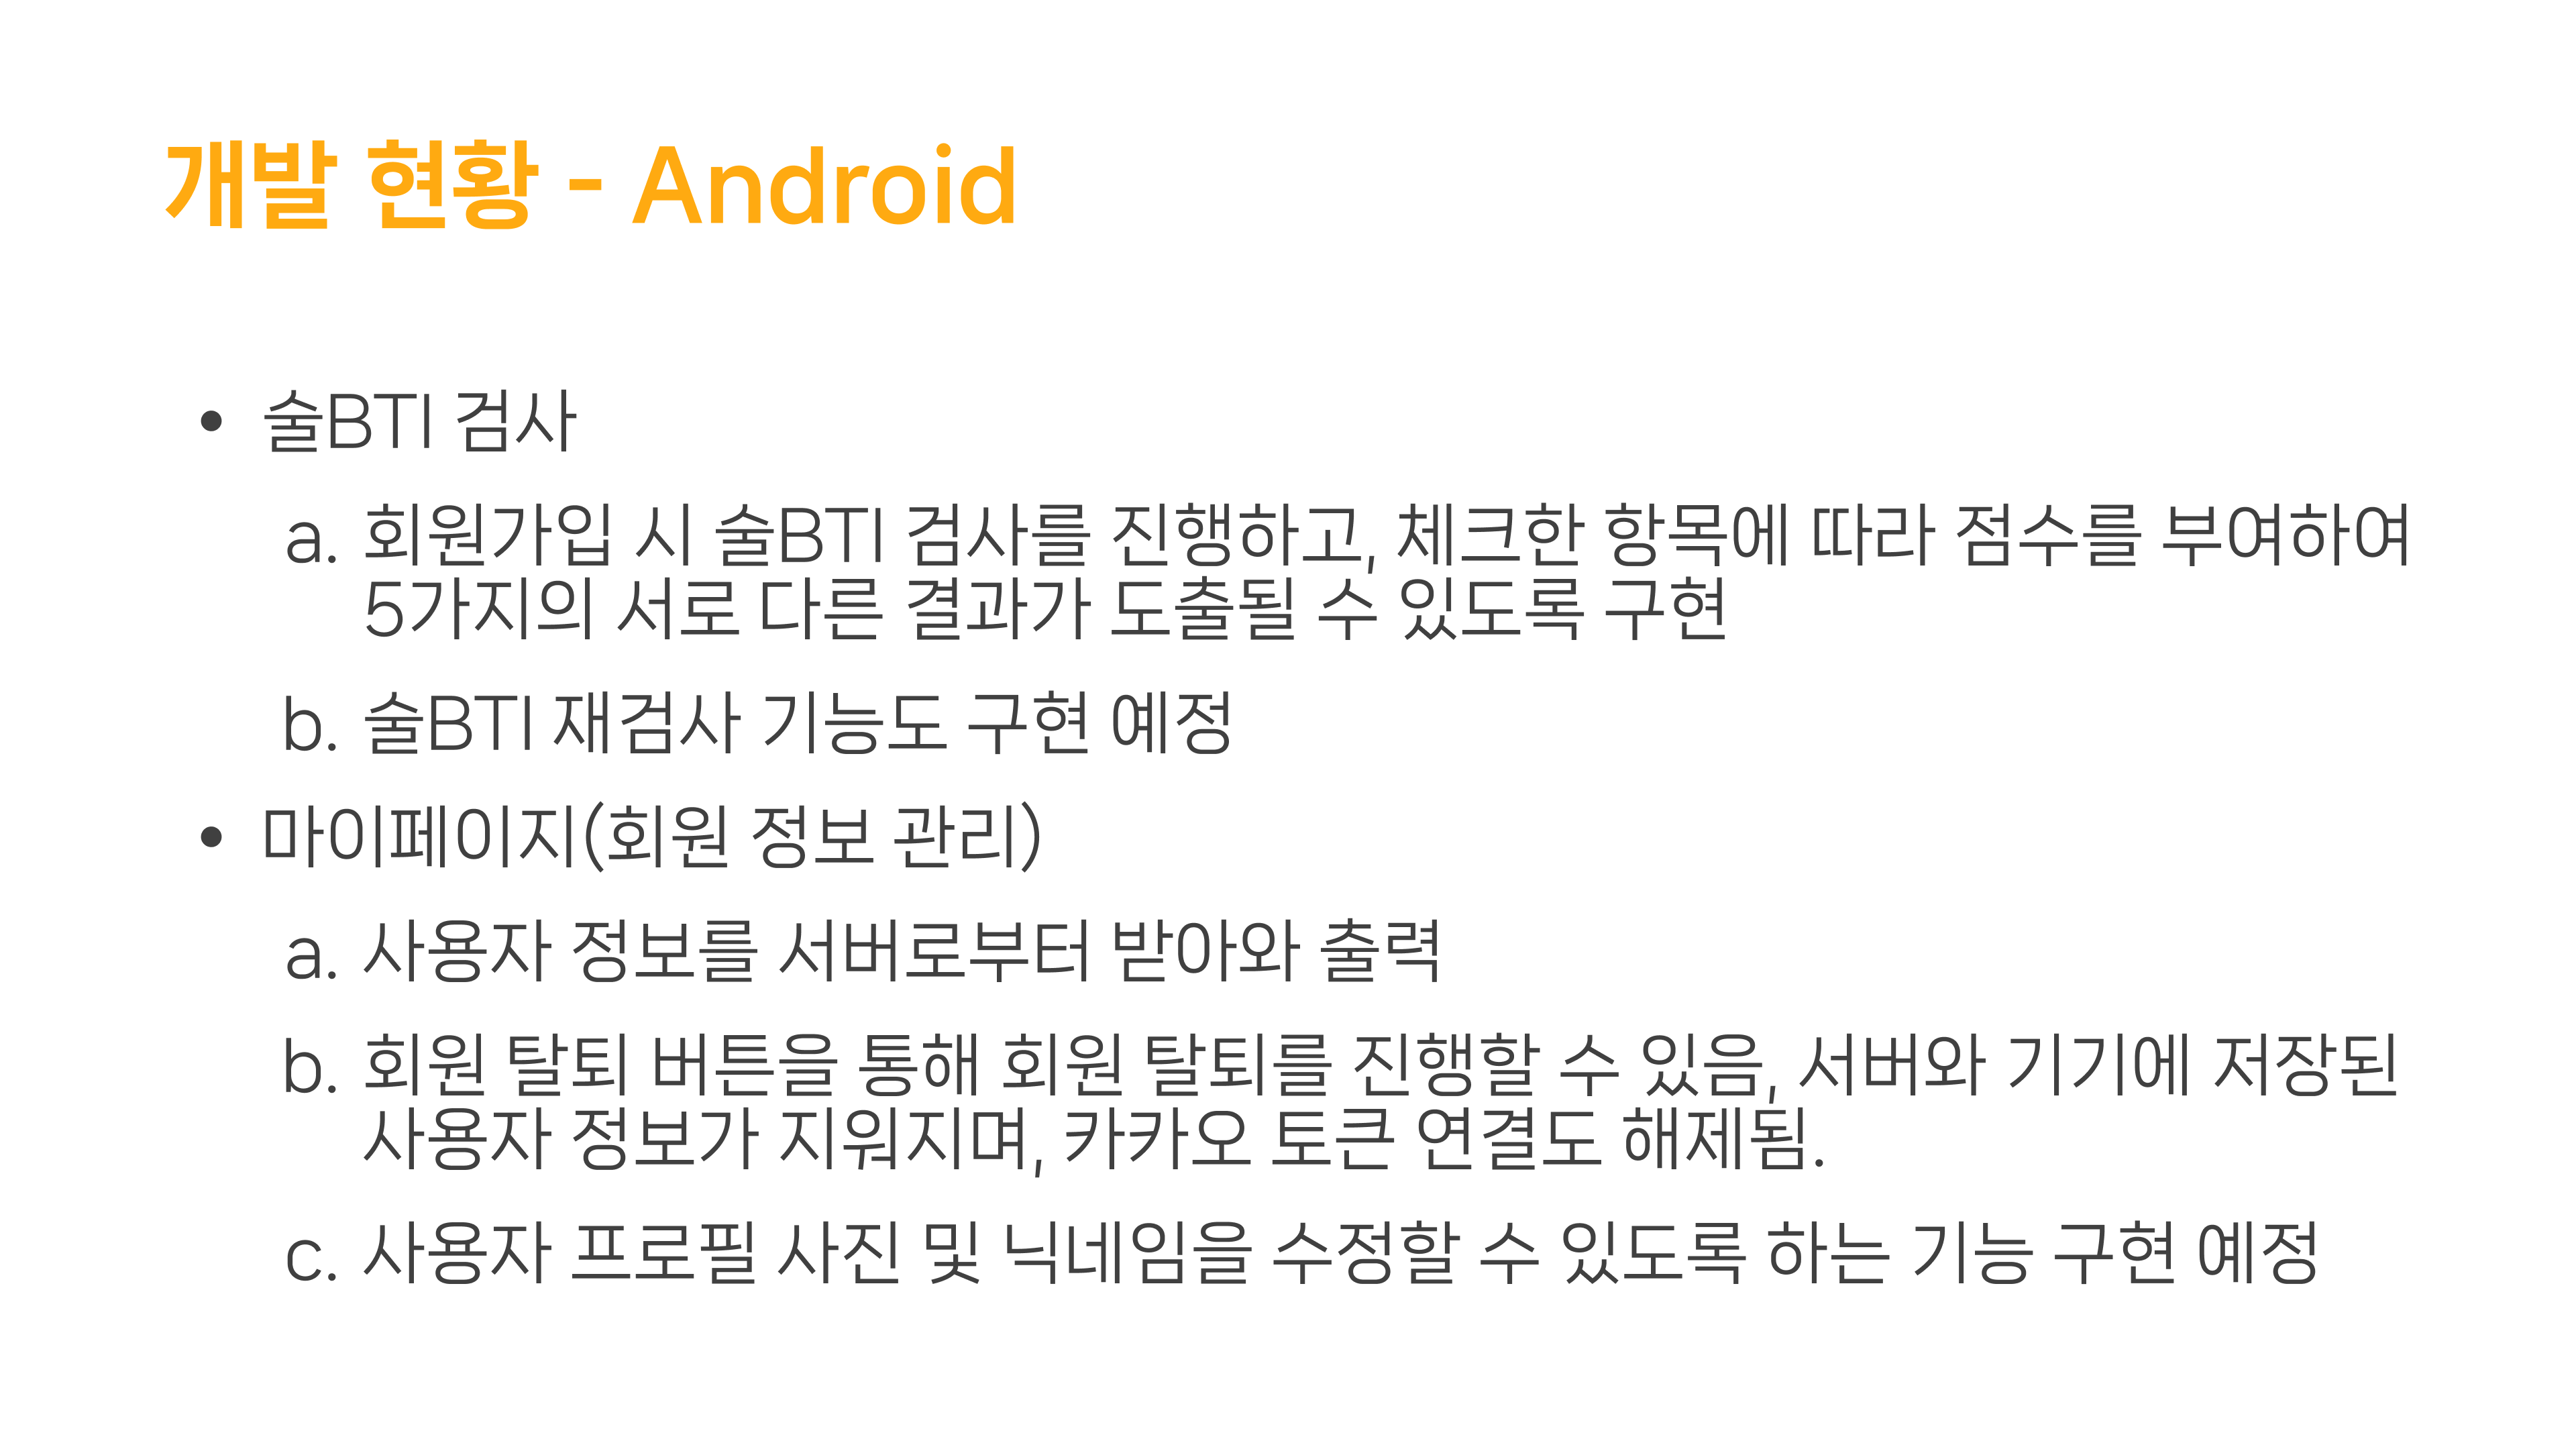 개발 현황 - Android
• 술BTI 검사
a. 회원가입 시 술BTI 검사를 진행하고, 체크한 항목에 따라 점수를 부여하여
5가지의 서로 다른 결과가 도출될 수 있도록 구현
b. 술BTI 재검사 기능도 구현 예정
• 마이페이지(회원 정보 관리)
a. 사용자 정보를 서버로부터 받아와 출력
b. 회원 탈퇴 버튼을 통해 회원 탈퇴를 진행할 수 있음, 서버와 기기에 저장된
사용자 정보가 지워지며, 카카오 토큰 연결도 해제됨.
c. 사용자 프로필 사진 및 닉네임을 수정할 수 있도록 하는 기능 구현 예정